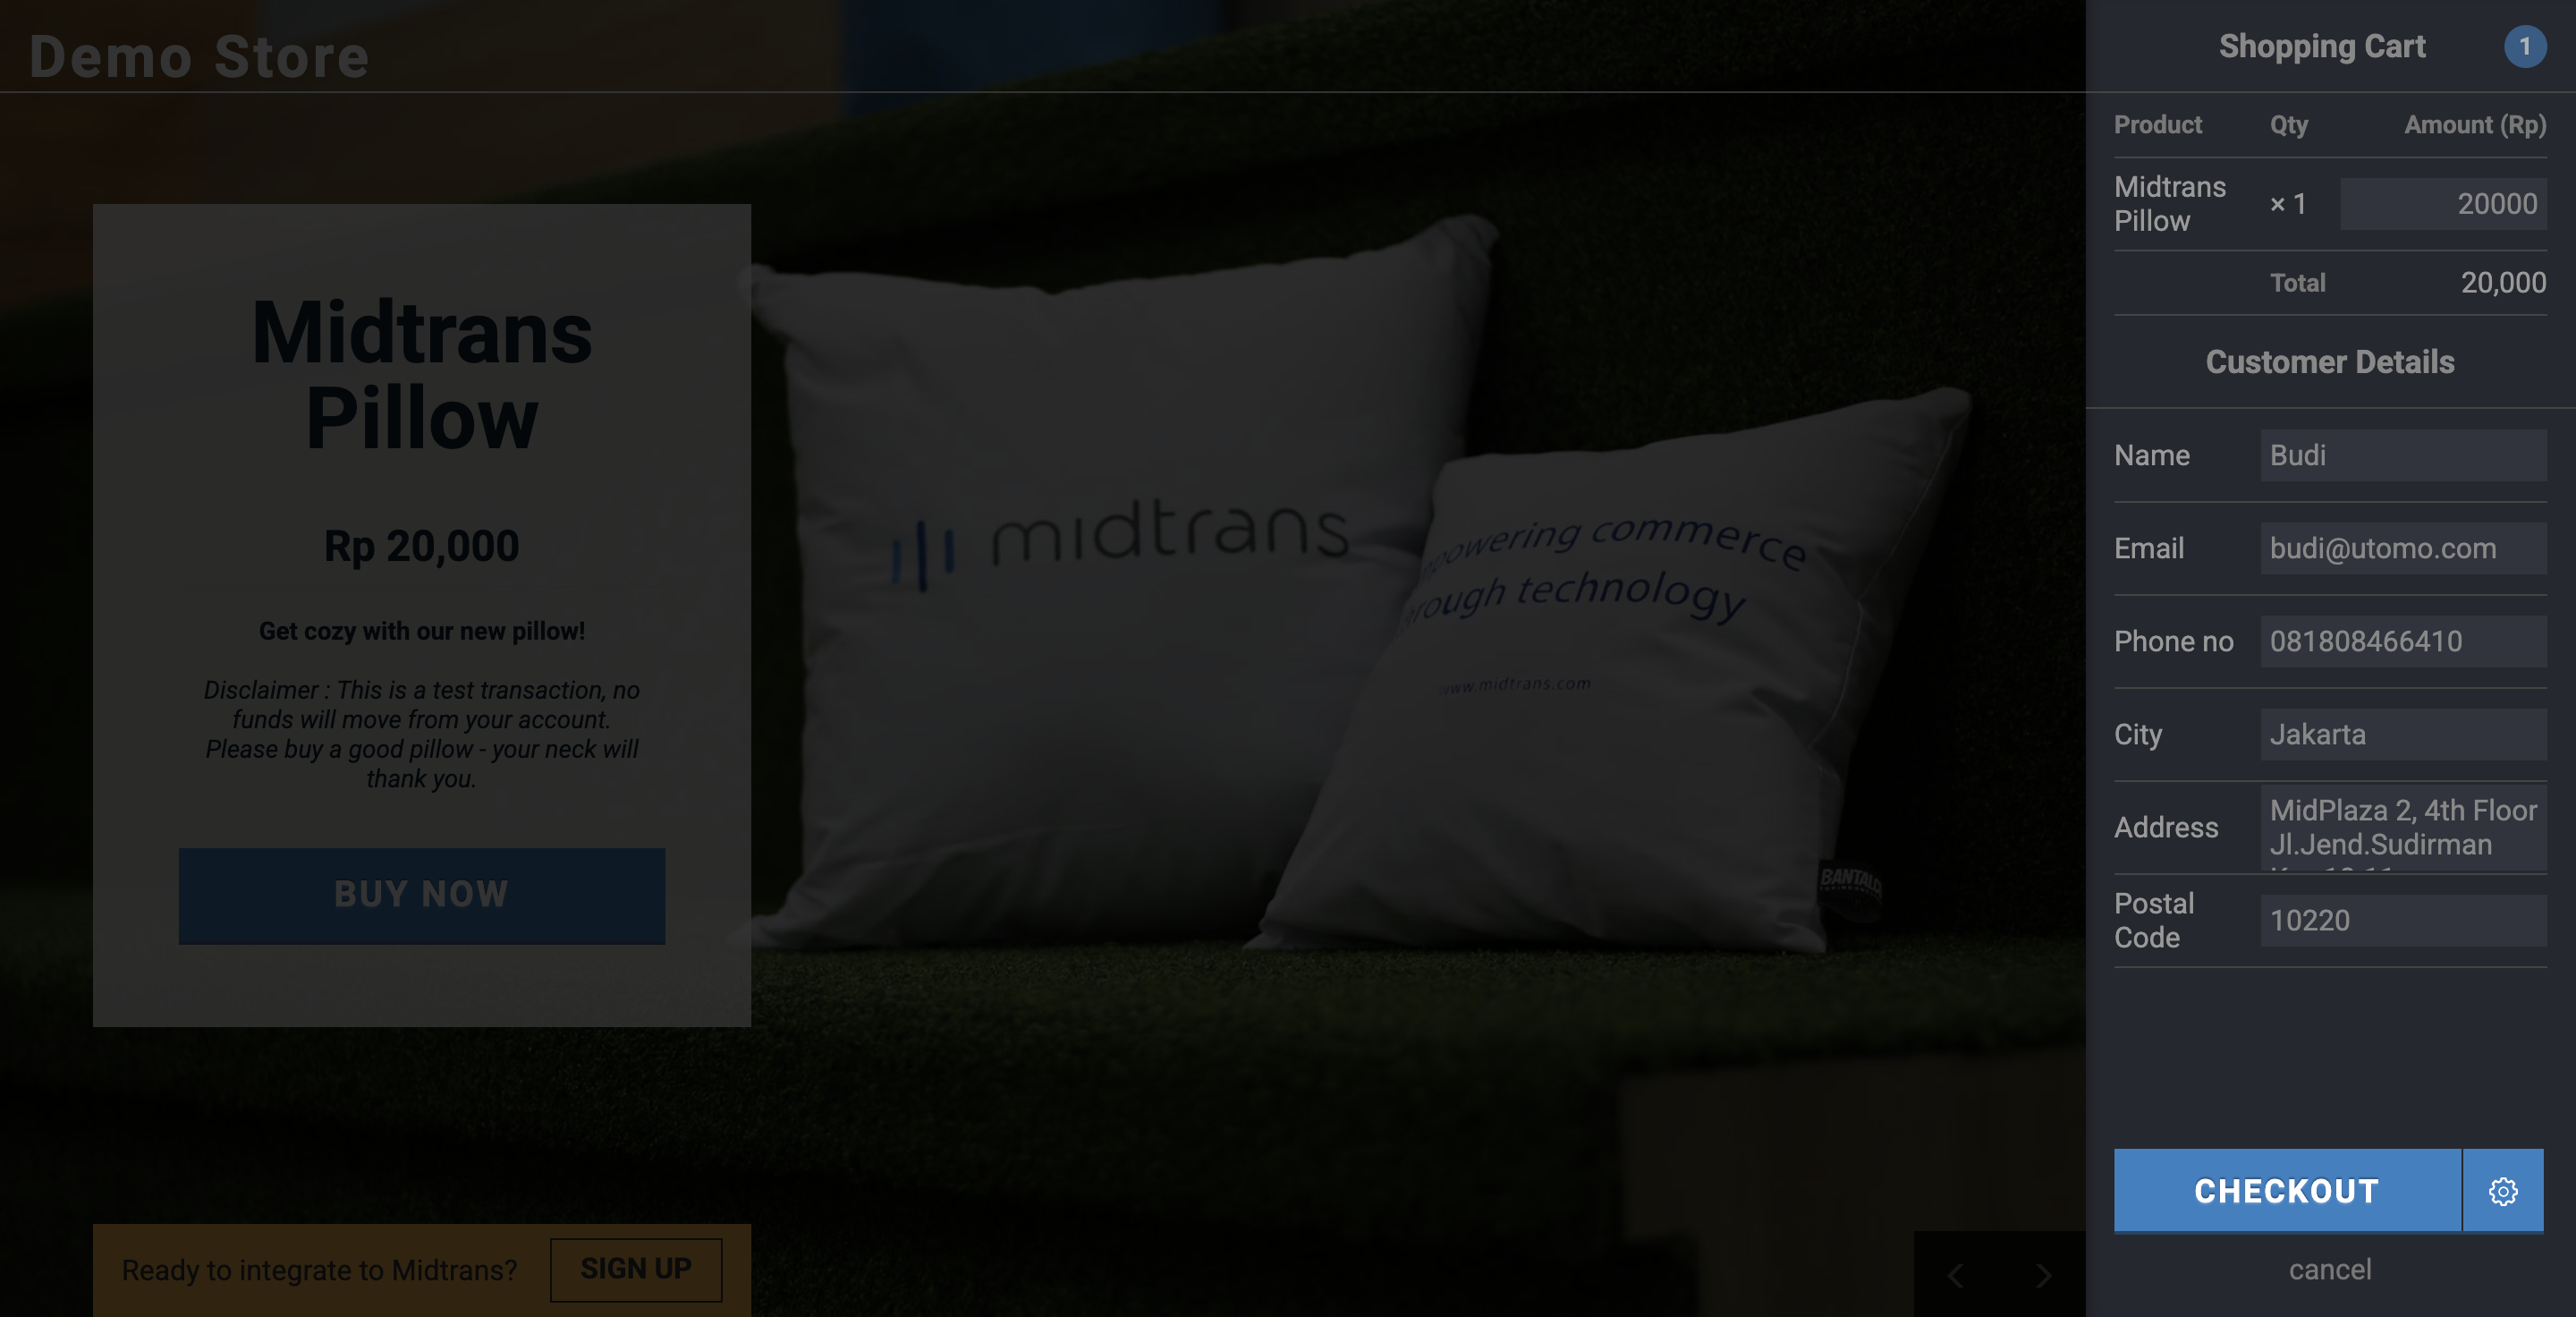 Demo Store
Midtrans
Pillow
Rp 20,000
Get cozy with our new pillow!
Disclaimer : This is a test transaction, no
funds will move from your account.
Please buy a good pillow - your neck will
thank you.
BUY NOW
Ready to integrate to Midtrans?
SIGN UP
midtrans
commerce
technology
www.midtrans.com
Shopping Cart 1
Product Qty Amount (Rp)
Midtrans
Pillow
× 1 20000
Total 20,000
Customer Details
Name Budi
Email budi@utomo.com
Phone no 081808466410
City Jakarta
Address MidPlaza 2, 4th Floor
Jl.Jend.Sudirman
Postal
Code
10220
CHECKOUT
cancel